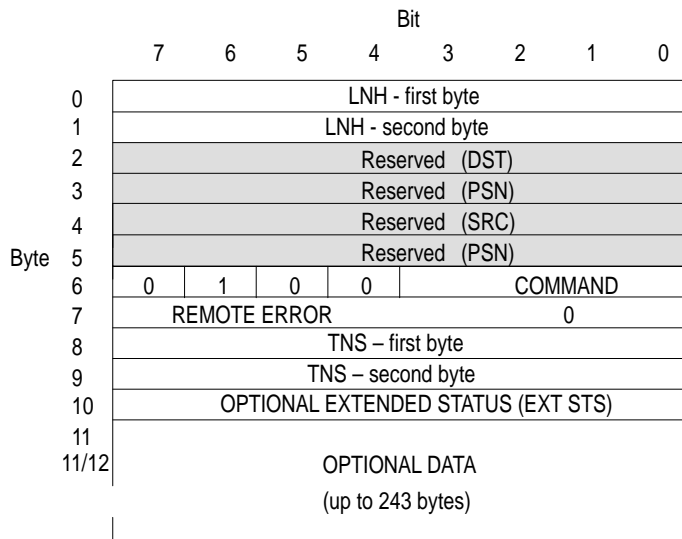 Bit
7 6 5 4 3 2 1 0
0 LNH - first byte
1 LNH - second byte
2 Reserved (DST)
3 Reserved (PSN)
4 Reserved (SRC)
Byte 5 Reserved (PSN)
6 0 1 0 0 COMMAND
7 REMOTE ERROR 0
8 TNS – first byte
9 TNS – second byte
10 OPTIONAL EXTENDED STATUS (EXT STS)
11
11/12 OPTIONAL DATA
(up to 243 bytes)